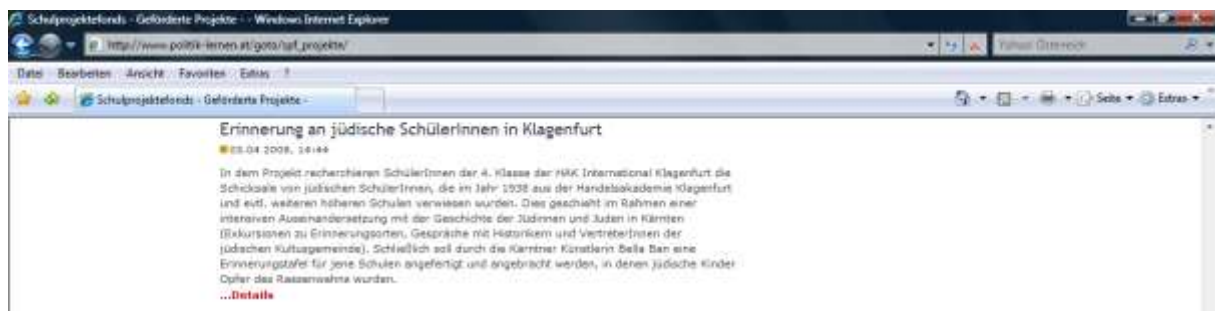 Schulprojektefonds - Geförderte Projekte - - Windows Internet Explorer
http://www.politik-lernen.at/goto/spf_projekte/
Yahoo! Österreich
Datei Bearbeiten Ansicht Favoriten Extras ?
Schulprojektefonds - Geförderte Projekte -
Seite Extras
Erinnerung an jüdische SchülerInnen in Klagenfurt
.04 2008, 16:44
In dem Projekt recherchieren SchülerInnen der 4. Klasse der HAK International Klagenfurt die
Schicksale von jüdischen SchülerInnen, die im Jahr 1938 aus der Handelsakademie Klagenfurt
und evtl. weiteren höheren Schulen verwiesen wurden. Dies geschieht im Rahmen einer
intensiven Auseinandersetzung mit der Geschichte der Jüdinnen und Juden in Kärnten
(Exkursionen zu Erinnerungsorten, Gespräche mit Historikern und VertreterInnen der
jüdischen Kultusgemeinde). Schließlich soll durch die Kärntner Künstlerin Bella Ban eine
Erinnerungstafel für jene Schulen angefertigt und angebracht werden, in denen jüdische Kinder
Opfer des Rassenwahns wurden.
...Details